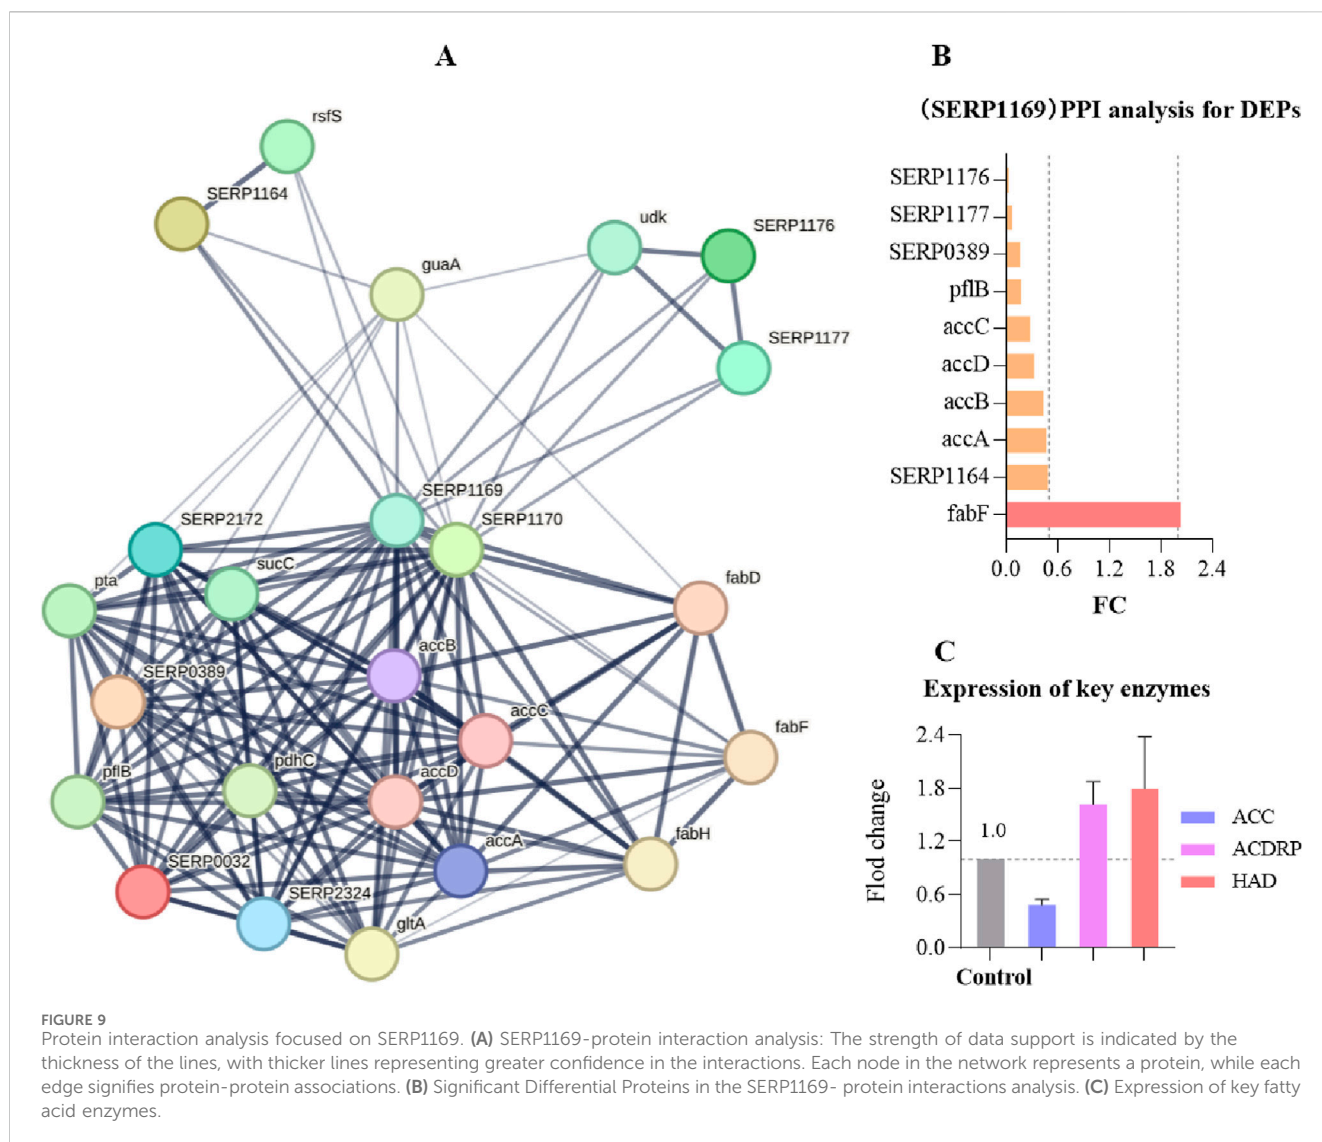 A
rsfS
SERP1164
guaA
udk
SERP1176
SERP1177
SERP1169
SERP1170
SERP2172
sucC
pta
fabD
accB
SERP0389
accC
fabF
pflB
pdhC
accD
accA
fabH
SERP0032
SERP2324
gltA
B
(SERP1169) PPI analysis for DEPs
SERP1176
SERP1177
SERP0389
pflB
accC
accD
accB
accA
SERP1164
fabF
0.0 0.6 1.2 1.8 2.4
FC
C
Expression of key enzymes
Flod change
2.4
1.8
1.2
0.6
0.0
1.0
Control
ACC
ACDRP
HAD
FIGURE 9
Protein interaction analysis focused on SERP1169. (A) SERP1169-protein interaction analysis: The strength of data support is indicated by the
thickness of the lines, with thicker lines representing greater confidence in the interactions. Each node in the network represents a protein, while each
edge signifies protein-protein associations. (B) Significant Differential Proteins in the SERP1169- protein interactions analysis. (C) Expression of key fatty
acid enzymes.